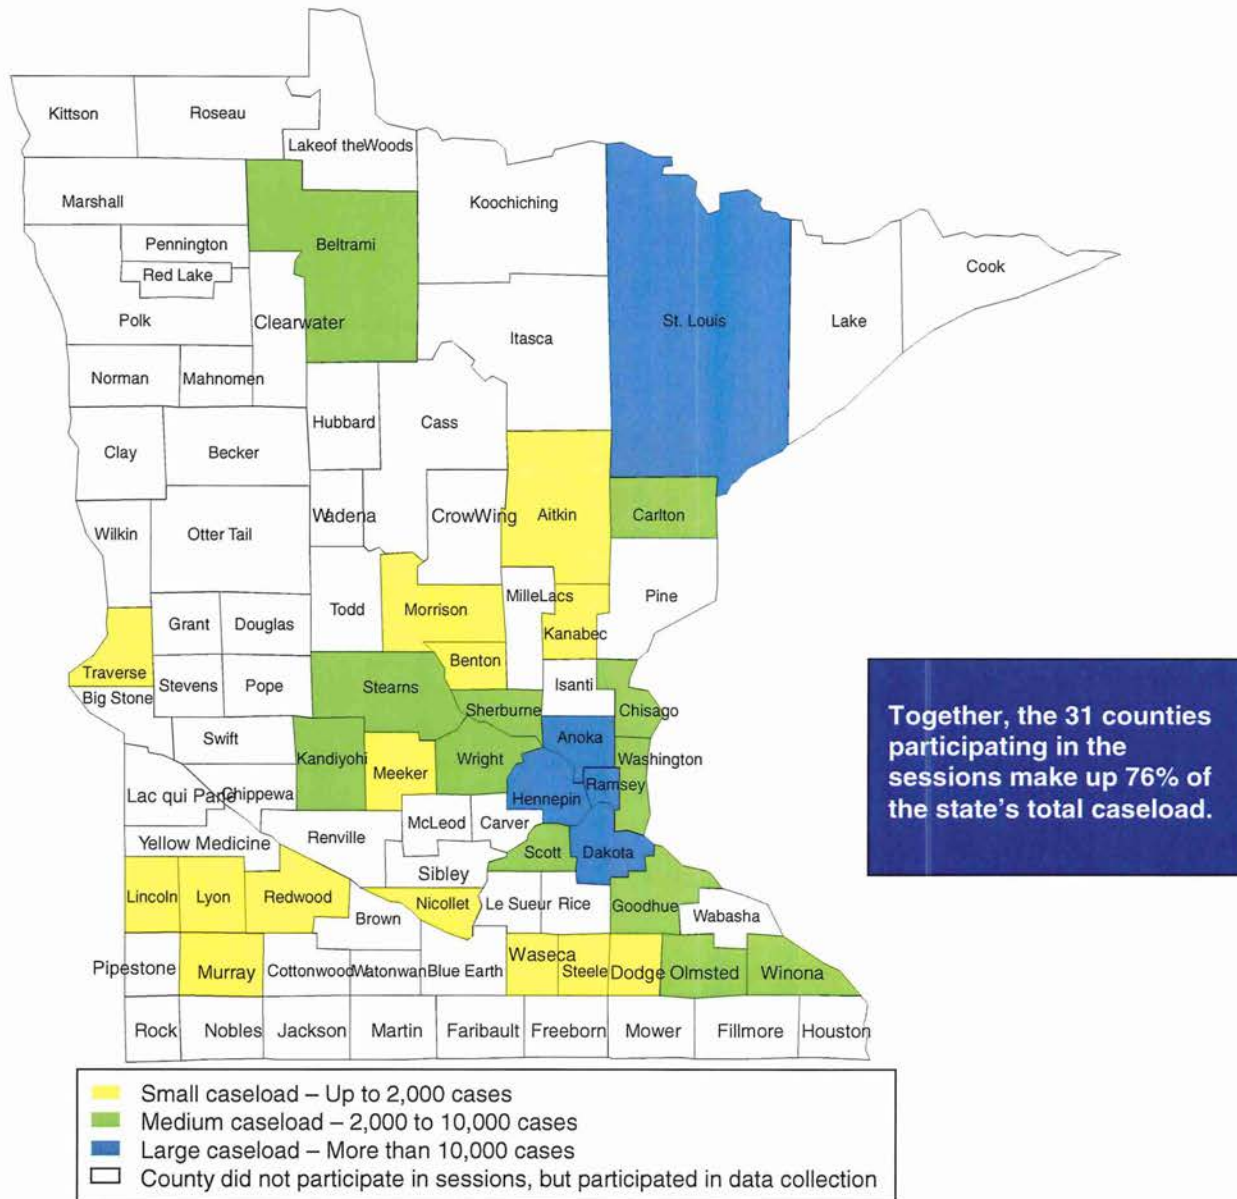 Kittson
Roseau
Lakeof theWoods
Marshall
Koochiching
Pennington
Beltrami
Red Lake
Cook
Polk
Clearwater
St. Louis
Lake
Itasca
Norman
Mahnomen
Hubbard
Cass
Clay
Becker
Wadena
CrowWing
Aitkin
Carlton
Wilkin
Otter Tail
MilleLacs
Pine
Grant
Douglas
Todd
Morrison
Kanabec
Traverse
Benton
Stevens
Pope
Stearns
Isanti
Big Stone
Sherburne
Chisago
Swift
Anoka
Kandiyohi
Wright
Washington
Meeker
Ramsey
Lac qui Parle
Chippewa
Hennepin
McLeod
Carver
Renville
Yellow Medicine
Scott
Dakota
Sibley
Lincoln
Lyon
Redwood
Nicollet
Le Sueur
Rice
Goodhue
Brown
Wabasha
Waseca
Pipestone
Murray
Cottonwood
Watonwan
Blue Earth
Steele
Dodge
Olmsted
Winona
Rock
Nobles
Jackson
Martin
Faribault
Freeborn
Mower
Fillmore
Houston
Together, the 31 counties
participating in the
sessions make up 76% of
the state's total caseload.
Small caseload – Up to 2,000 cases
Medium caseload – 2,000 to 10,000 cases
Large caseload – More than 10,000 cases
County did not participate in sessions, but participated in data collection